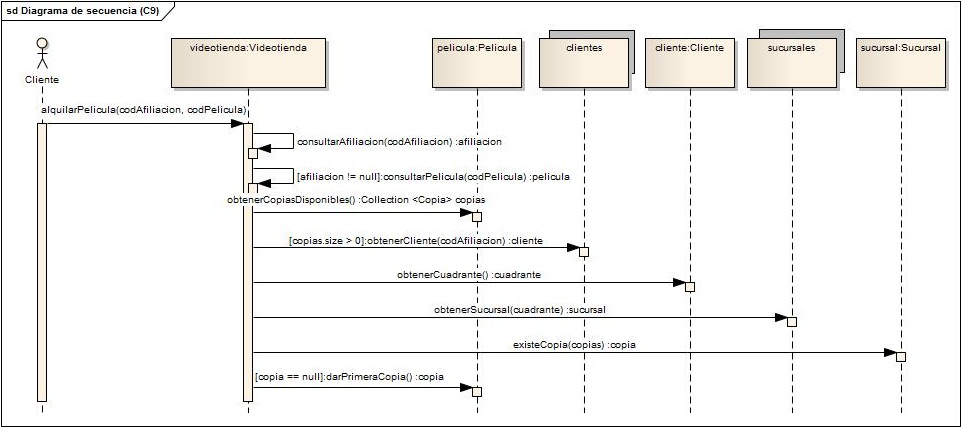 sd Diagrama de secuencia (C9)
videotienda:Videotienda
pelicula:Pelicula
clientes
cliente:Cliente
sucursales
sucursal:Sucursal
Cliente
alquilarPelicula(codAfiliacion, codPelicula)
consultarAfiliacion(codAfiliacion) :afiliacion
[afiliacion != null]:consultarPelicula(codPelicula) :pelicula
obtenerCopiasDisponibles() :Collection <Copia> copias
[copias.size > 0]:obtenerCliente(codAfiliacion) :cliente
obtenerCuadrante() :cuadrante
obtenerSucursal(cuadrante) :sucursal
existeCopia(copias) :copia
[copia == null]:darPrimeraCopia() :copia